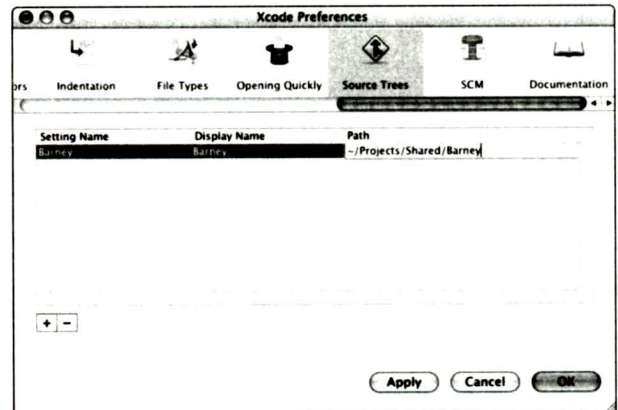 Xcode Preferences
ors Indentation File Types Opening Quickly Source Trees SCM Documentation
Setting Name Display Name Path
Barney Barney ~/Projects/Shared/Barney
+ −
Apply Cancel OK